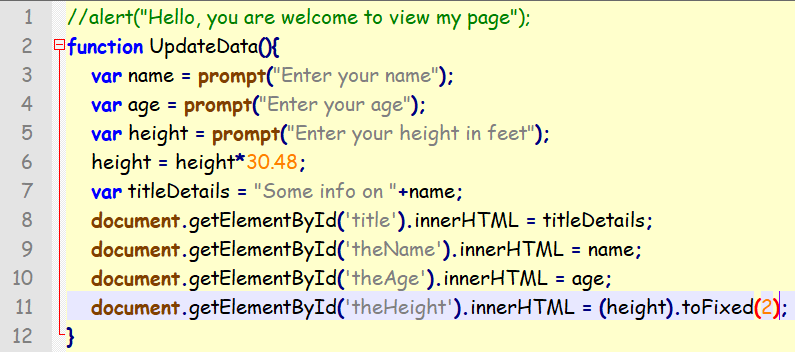 1 //alert("Hello, you are welcome to view my page");
2 function UpdateData(){
3 var name = prompt("Enter your name");
4 var age = prompt("Enter your age");
5 var height = prompt("Enter your height in feet");
6 height = height*30.48;
7 var titleDetails = "Some info on "+name;
8 document.getElementById('title').innerHTML = titleDetails;
9 document.getElementById('theName').innerHTML = name;
10 document.getElementById('theAge').innerHTML = age;
11 document.getElementById('theHeight').innerHTML = (height).toFixed(2);
12 }